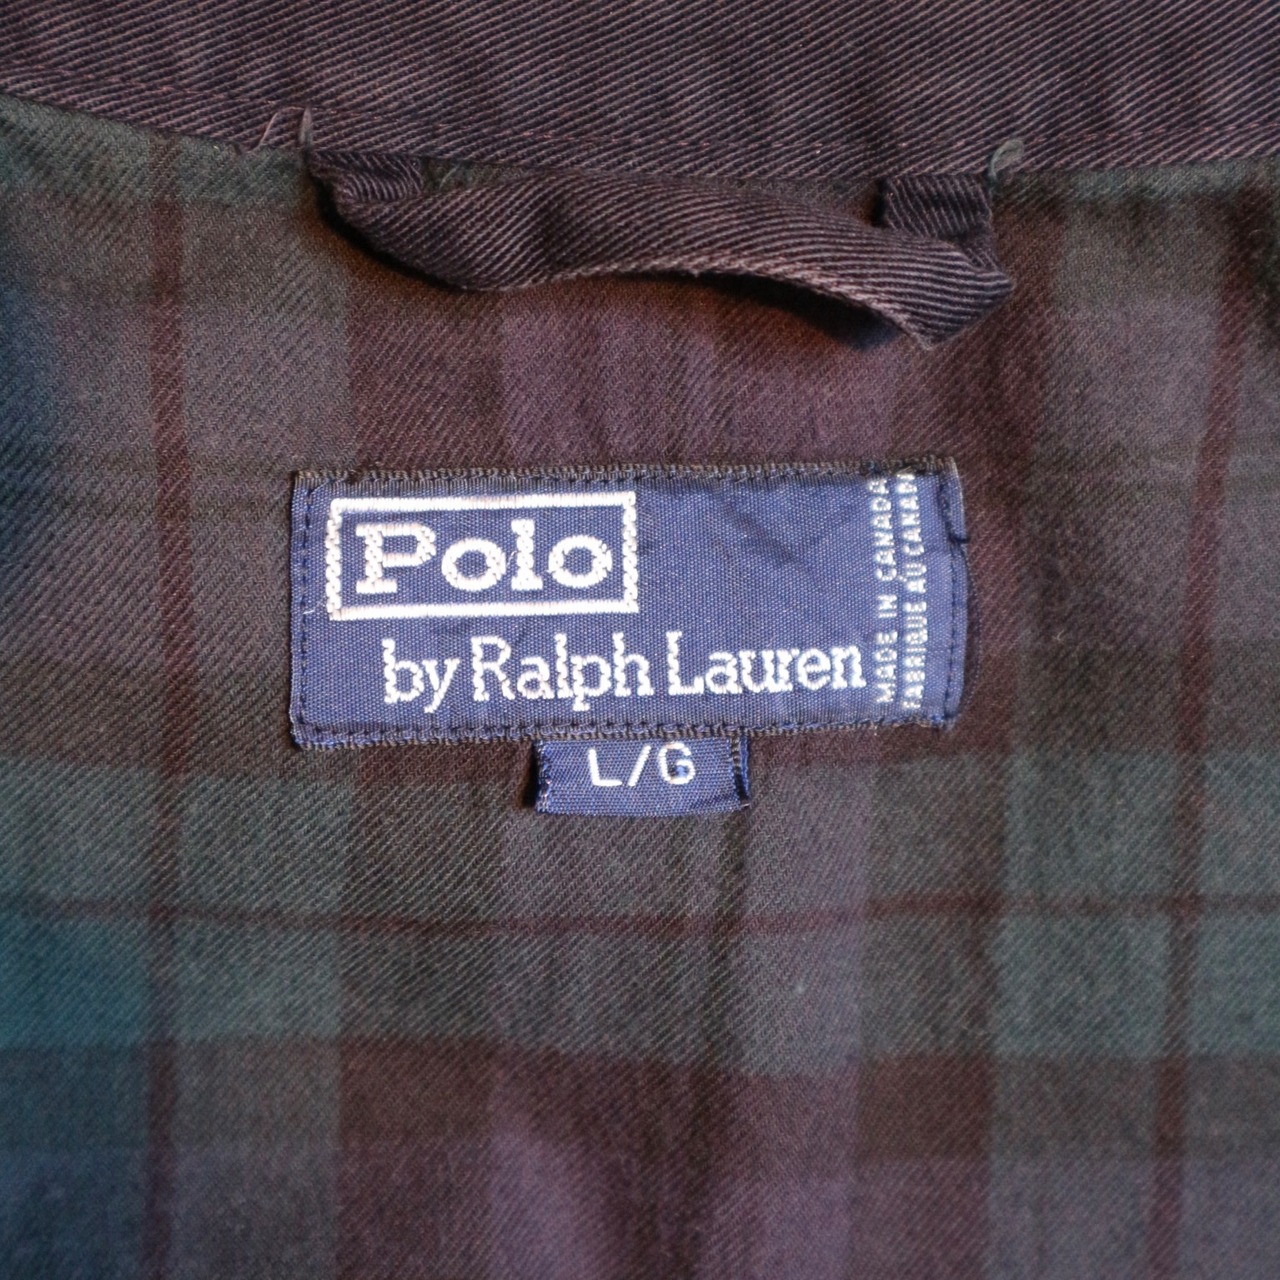 Polo
by Ralph Lauren
MADE IN CANADA
FABRIQUE AU CANADA
L/G